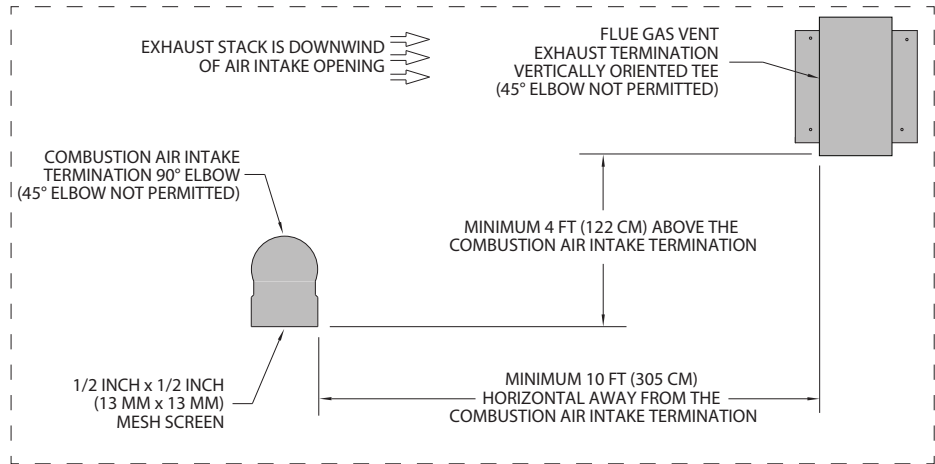 EXHAUST STACK IS DOWNWIND
OF AIR INTAKE OPENING
FLUE GAS VENT
EXHAUST TERMINATION
VERTICALLY ORIENTED TEE
(45° ELBOW NOT PERMITTED)
COMBUSTION AIR INTAKE
TERMINATION 90° ELBOW
(45° ELBOW NOT PERMITTED)
MINIMUM 4 FT (122 CM) ABOVE THE
COMBUSTION AIR INTAKE TERMINATION
1/2 INCH x 1/2 INCH
(13 MM x 13 MM)
MESH SCREEN
MINIMUM 10 FT (305 CM)
HORIZONTAL AWAY FROM THE
COMBUSTION AIR INTAKE TERMINATION